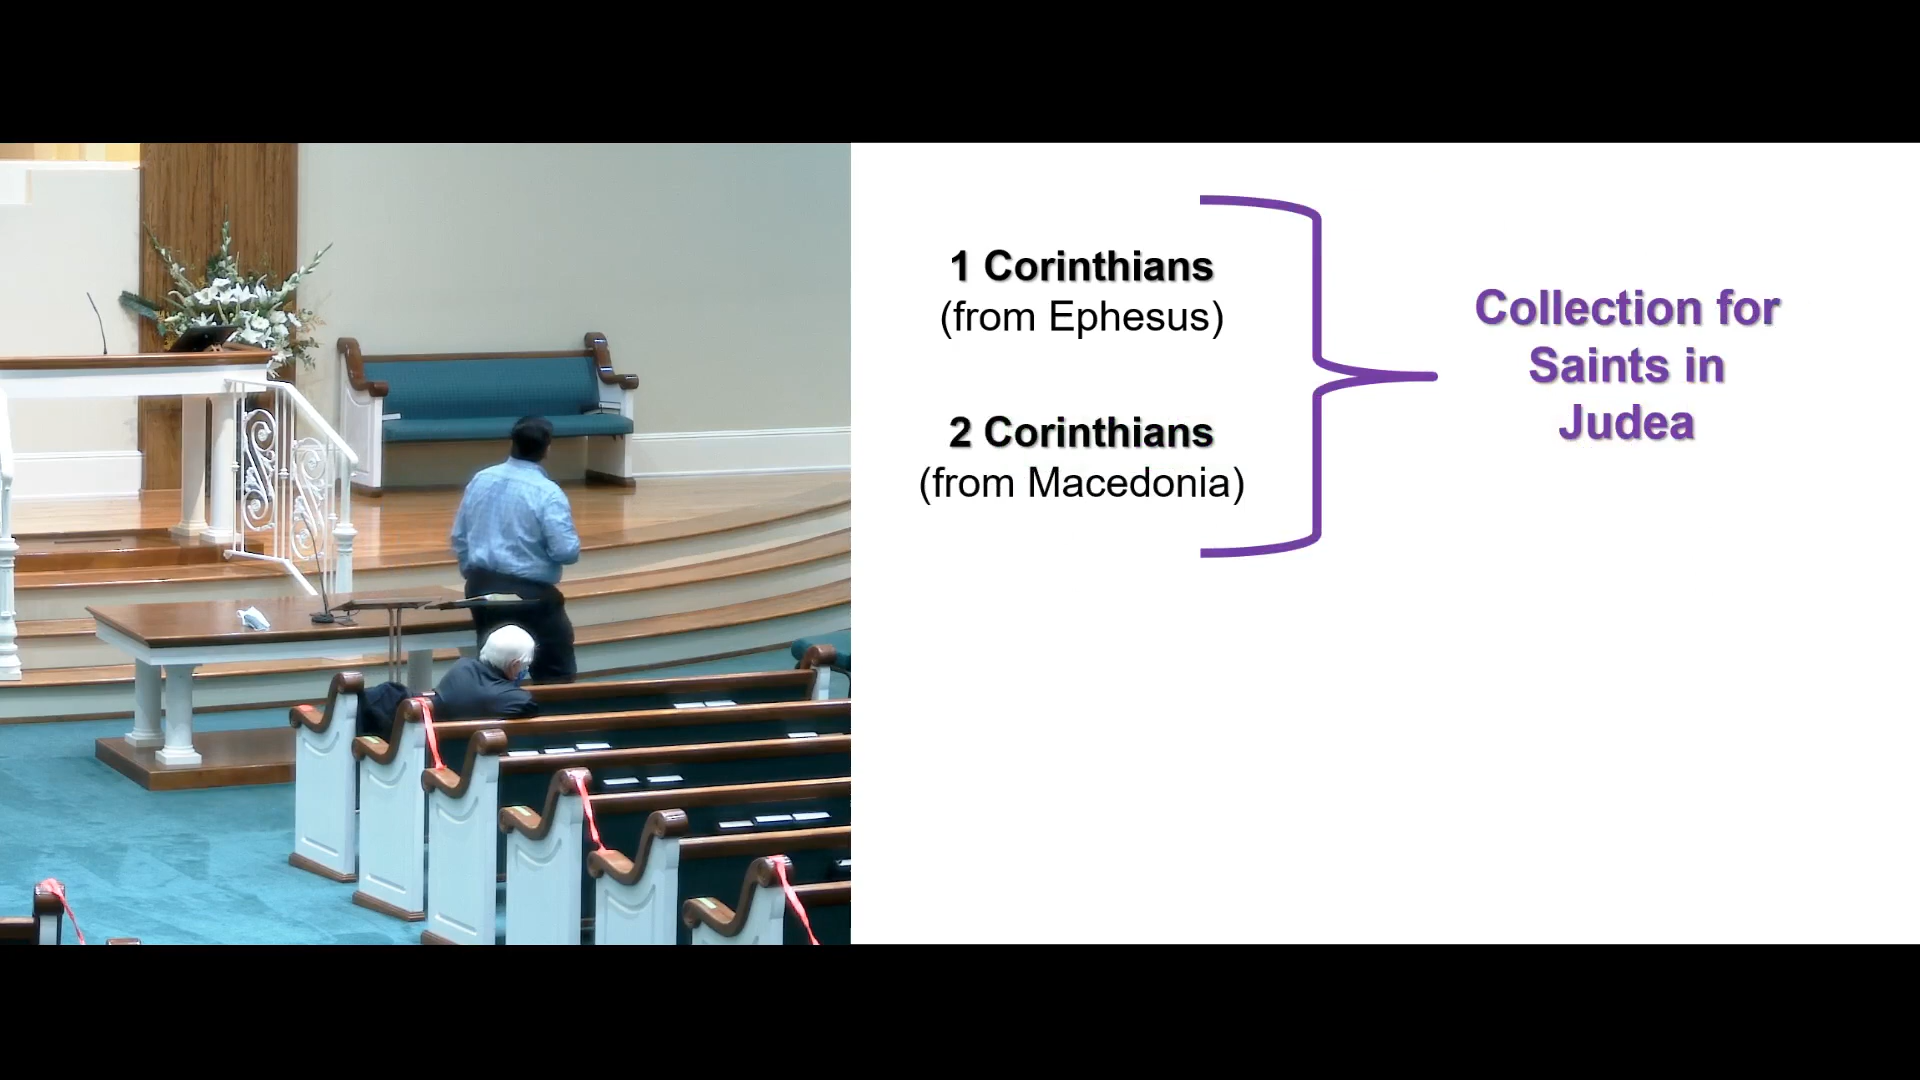 1 Corinthians
(from Ephesus)
2 Corinthians
(from Macedonia)
Collection for
Saints in
Judea